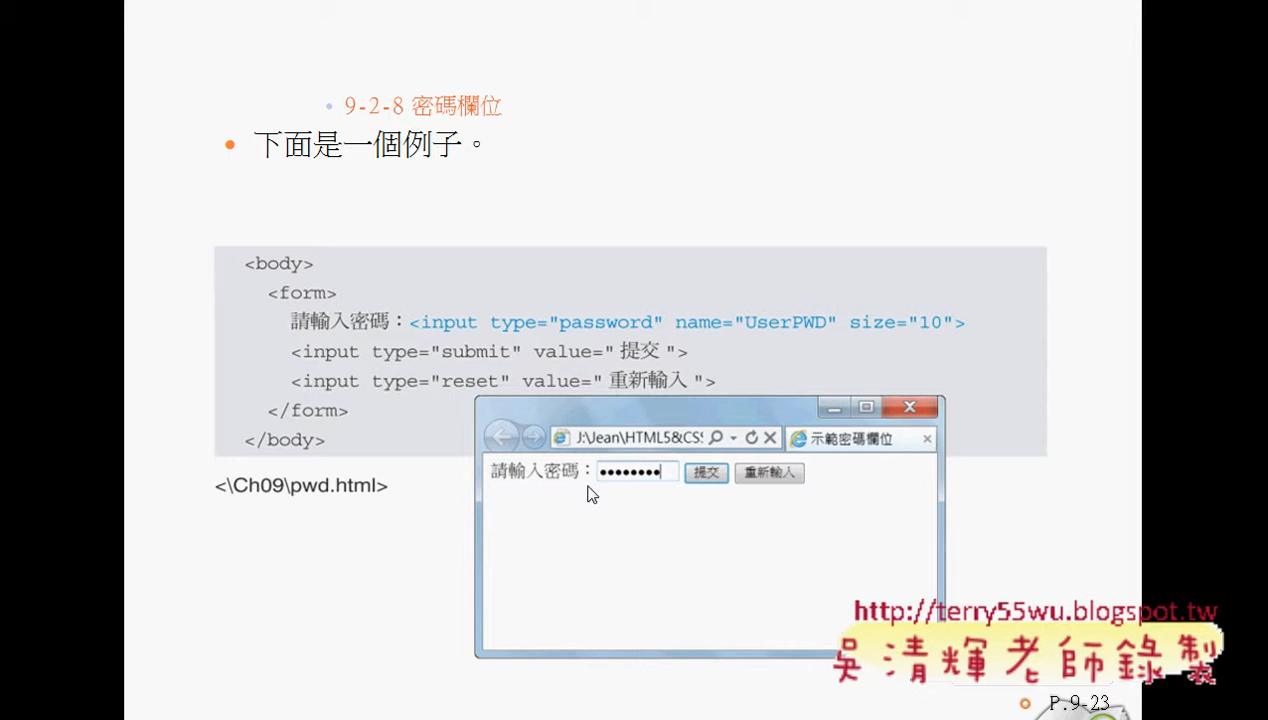 9-2-8 密碼欄位
下面是一個例子。
<body>
<form>
請輸入密碼：<input type="password" name="UserPWD" size="10">
<input type="submit" value=" 提交 ">
<input type="reset" value=" 重新輸入 ">
</form>
</body>
<\Ch09\pwd.html>
J:\Jean\HTML5&CS
示範密碼欄位
請輸入密碼：●●●●●●●● 提交 重新輸入
http://terry55wu.blogspot.tw
吳清輝老師錄製
P.9-23